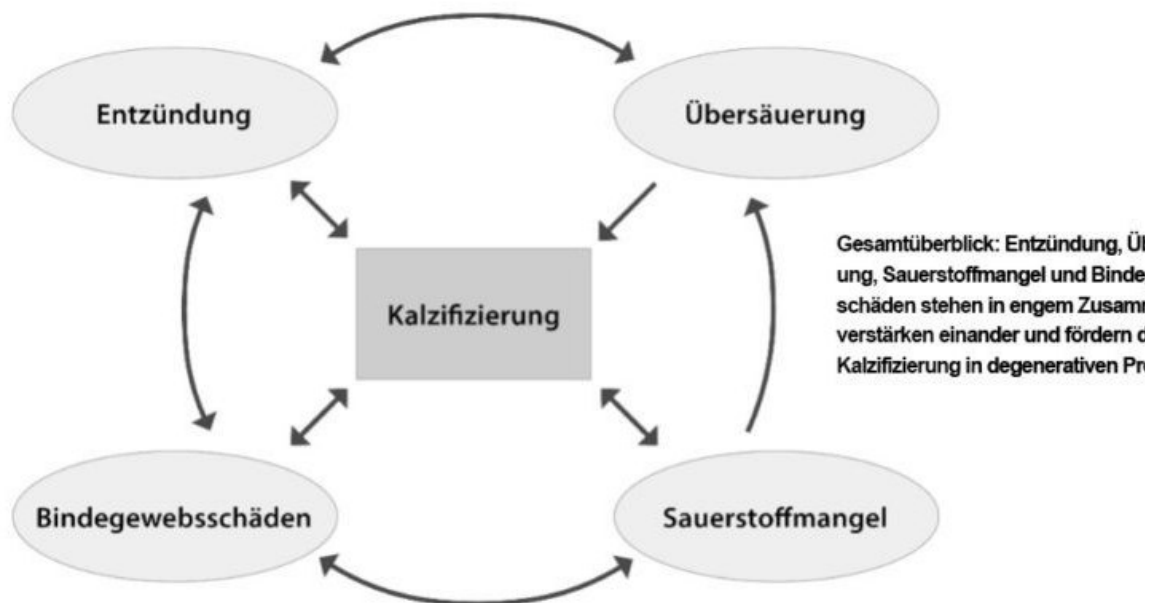 Entzündung
Übersäuerung
Kalzifizierung
Gesamtüberblick: Entzündung,
ung, Sauerstoffmangel und
schäden stehen in engem
verstärken einander und fördern
Kalzifizierung in degenerativen
Bindegewebsschäden
Sauerstoffmangel